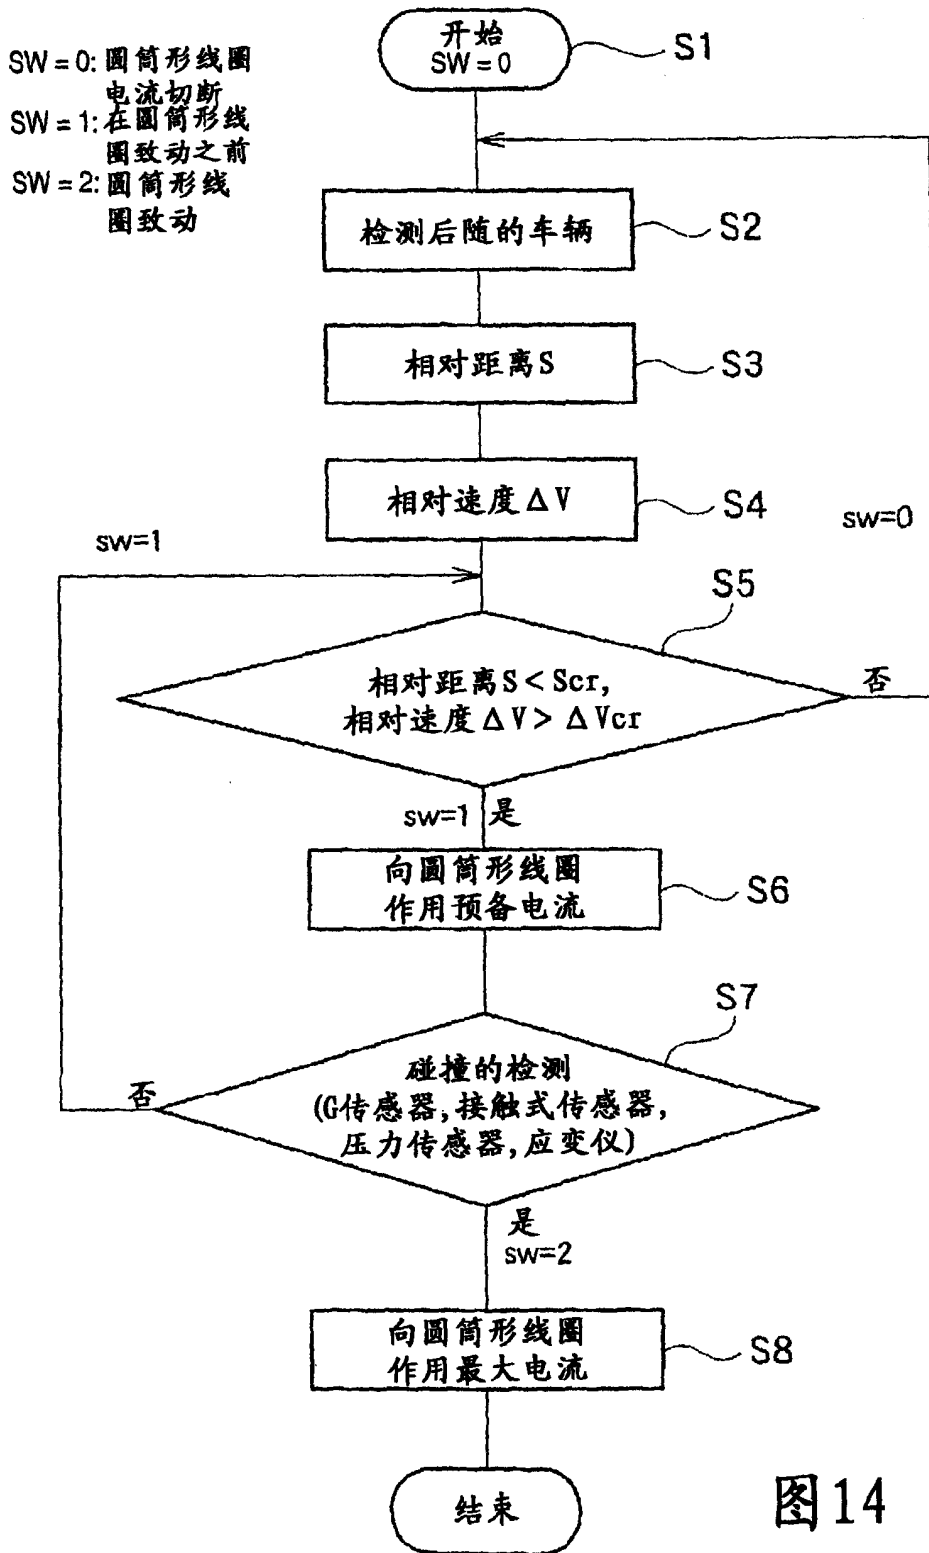 开始
SW = 0
S1
SW = 0: 圆筒形线圈
电流切断
SW = 1: 在圆筒形线
圈致动之前
SW = 2: 圆筒形线
圈致动
检测后随的车辆
S2
相对距离S
S3
相对速度ΔV
S4
sw=0
sw=1
S5
相对距离S < Scr,
相对速度ΔV > ΔVcr
否
sw=1 是
向圆筒形线圈
作用预备电流
S6
S7
碰撞的检测
(G传感器, 接触式传感器,
压力传感器, 应变仪)
否
是
sw=2
向圆筒形线圈
作用最大电流
S8
结束
图14